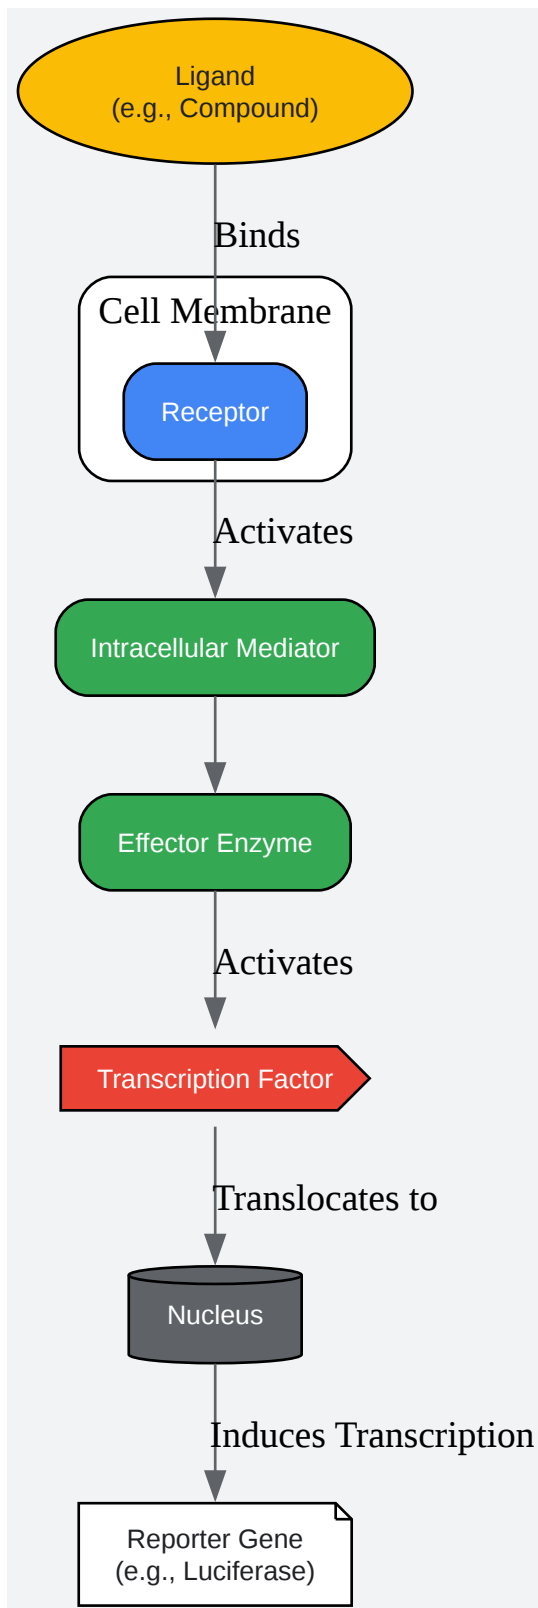 Ligand
(e.g., Compound)
Binds
Cell Membrane
Receptor
Activates
Intracellular Mediator
Effector Enzyme
Activates
Transcription Factor
Translocates to
Nucleus
Induces Transcription
Reporter Gene
(e.g., Luciferase)